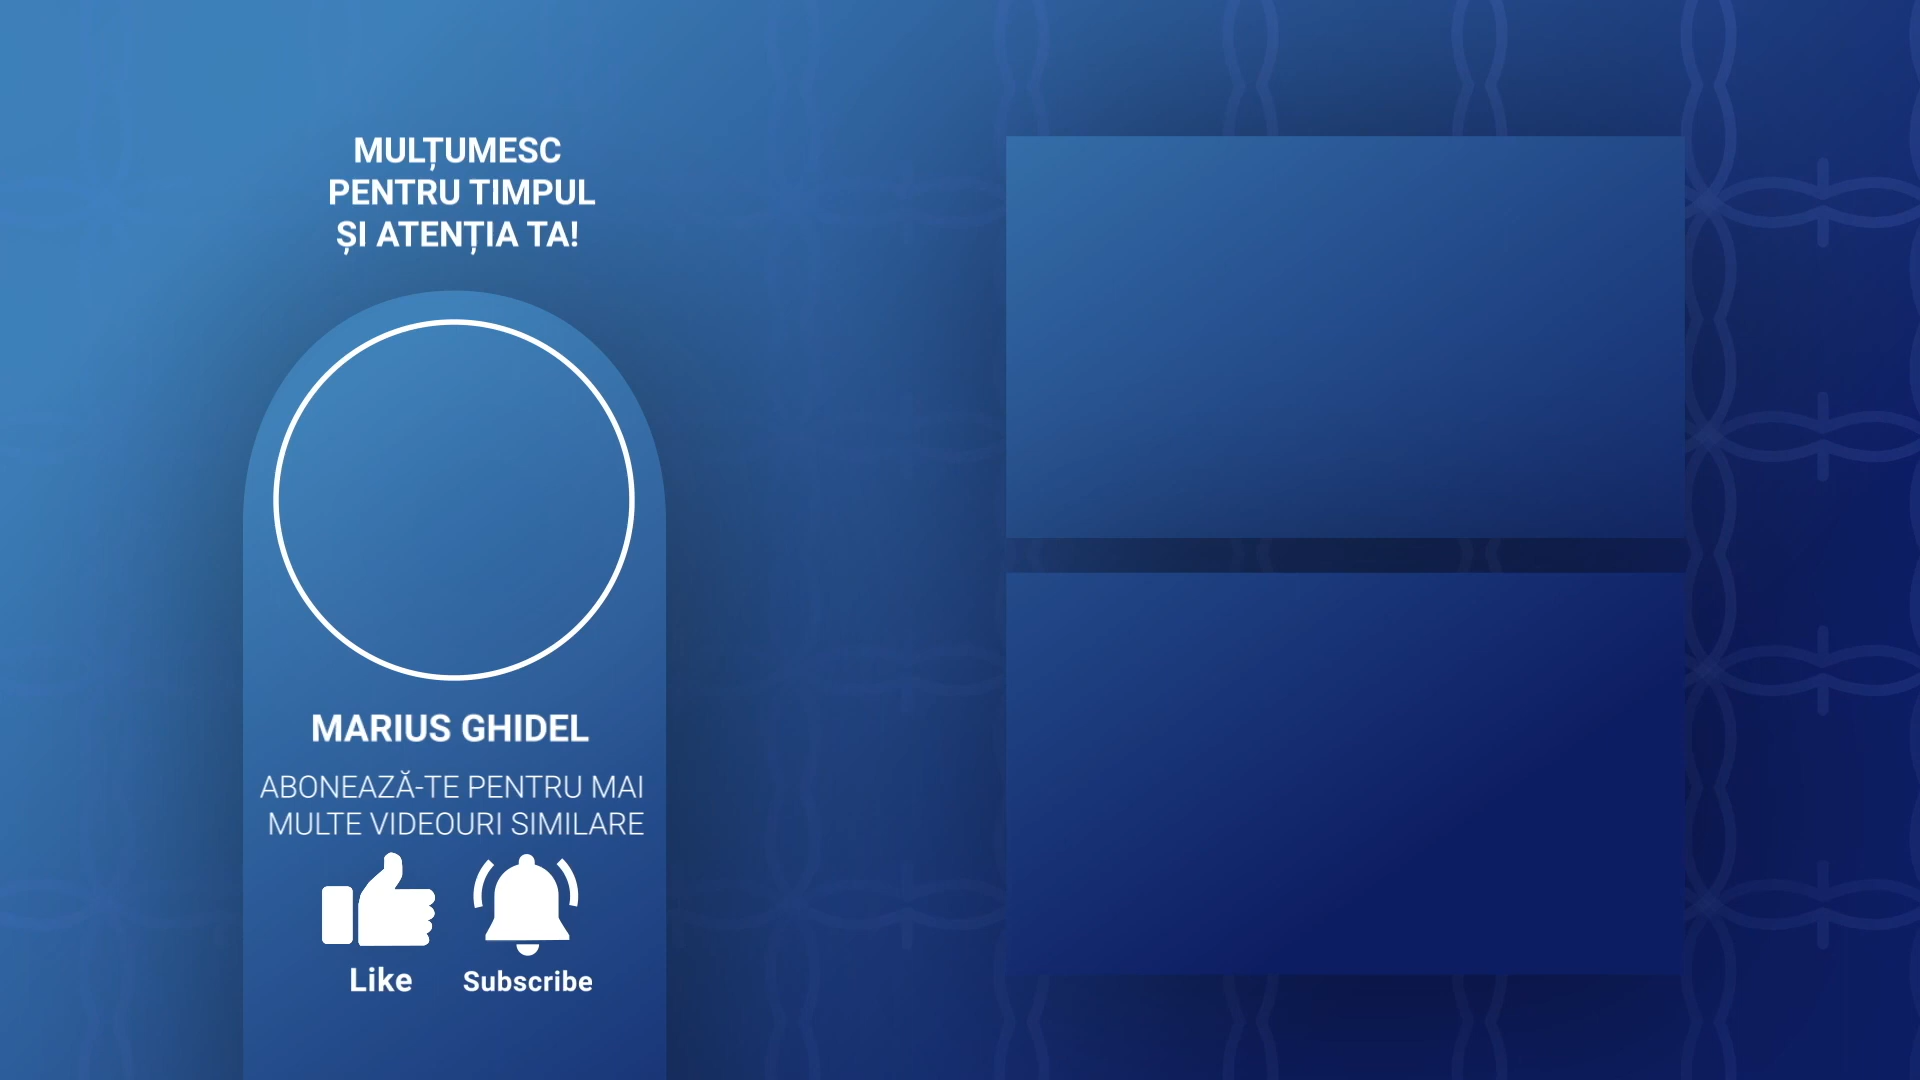 MULȚUMESC
PENTRU TIMPUL
ȘI ATENȚIA TA!
MARIUS GHIDEL
ABONEAZĂ-TE PENTRU MAI
MULTE VIDEOURI SIMILARE
Like
Subscribe